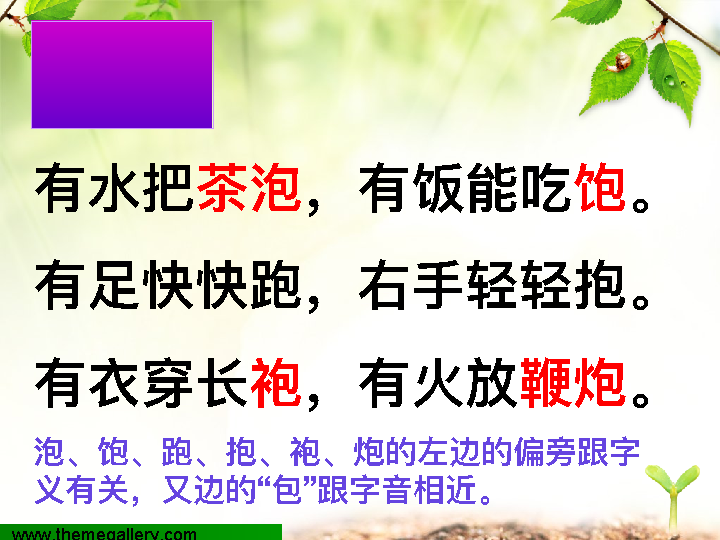 有水把茶泡，有饭能吃饱。
有足快快跑，右手轻轻抱。
有衣穿长袍，有火放鞭炮。
泡、饱、跑、抱、袍、炮的左边的偏旁跟字
义有关，又边的“包”跟字音相近。
www.themegallery.com